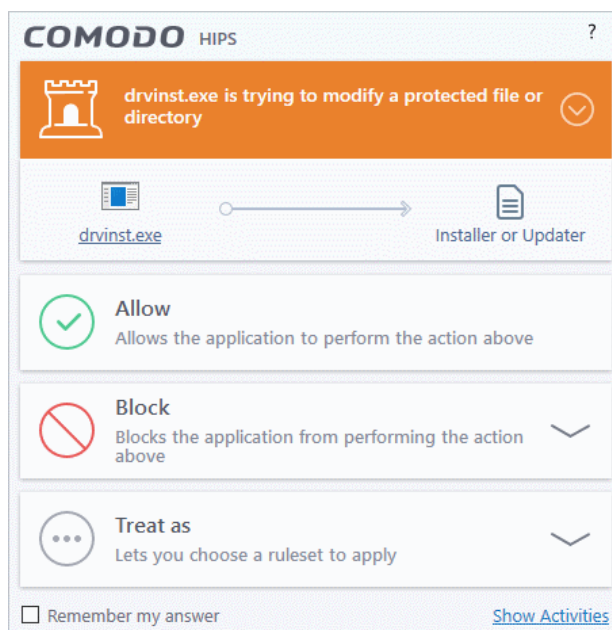 COMODO HIPS ?
drvinst.exe is trying to modify a protected file or
directory
drvinst.exe
Installer or Updater
Allow
Allows the application to perform the action above
Block
Blocks the application from performing the action
above
Treat as
Lets you choose a ruleset to apply
Remember my answer
Show Activities